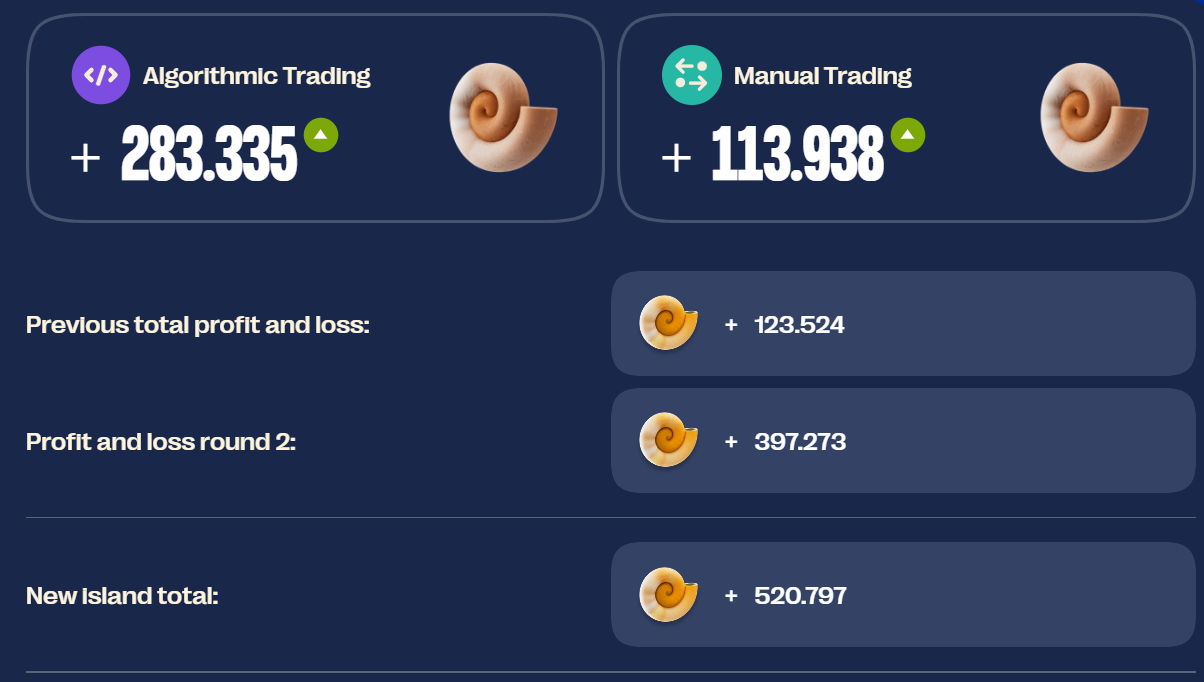 Algorithmic Trading
+ 283.335
Manual Trading
+ 113.938
Previous total profit and loss:
+ 123.524
Profit and loss round 2:
+ 397.273
New island total:
+ 520.797